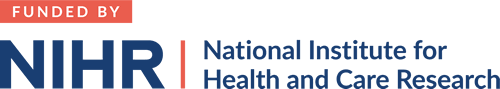 FUNDED BY
NIHR
National Institute for
Health and Care Research